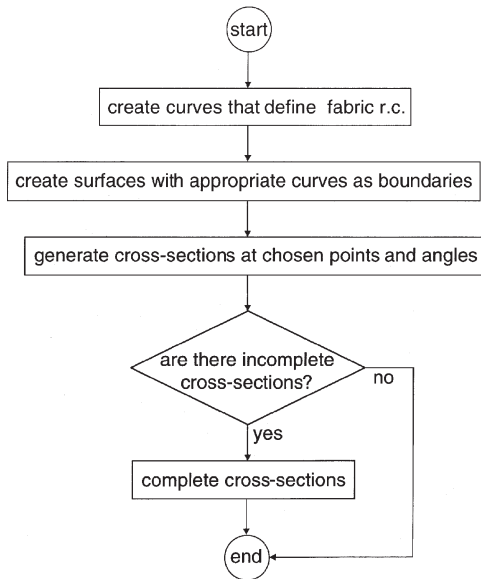 start
create curves that define fabric r.c.
create surfaces with appropriate curves as boundaries
generate cross-sections at chosen points and angles
are there incomplete
cross-sections?
no
yes
complete cross-sections
end